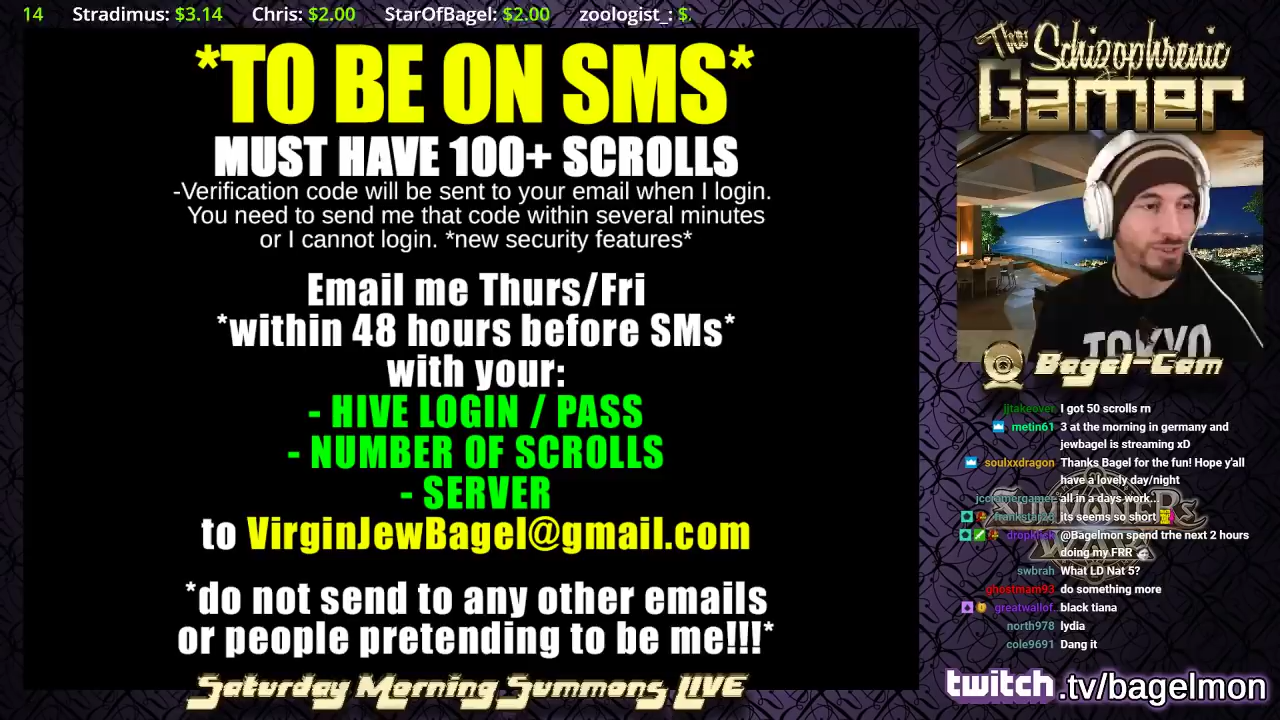 14 Stradimus: $3.14 Chris: $2.00 StarOfBagel: $2.00 zoologist_: $
*TO BE ON SMS*
MUST HAVE 100+ SCROLLS
-Verification code will be sent to your email when I login.
You need to send me that code within several minutes
or I cannot login. *new security features*
Email me Thurs/Fri
*within 48 hours before SMs*
with your:
- HIVE LOGIN / PASS
- NUMBER OF SCROLLS
- SERVER
to VirginJewBagel@gmail.com
*do not send to any other emails
or people pretending to be me!!!*
Saturday Morning Summons LIVE
The Schizophrenic
Gamer
TOKYO
Bagel-Cam
jjtakeover I got 50 scrolls rn
metin61 3 at the morning in germany and
jewbagel is streaming xD
soulxxdragon Thanks Bagel for the fun! Hope y'all
have a lovely day/night
jccramergamer all in a days work...
its seems so short
@Bagelmon spend trhe next 2 hours
doing my FRR
swbrah What LD Nat 5?
ghostmam93 do something more
greatwallof. black tiana
north978 lydia
cole9691 Dang it
twitch.tv/bagelmon